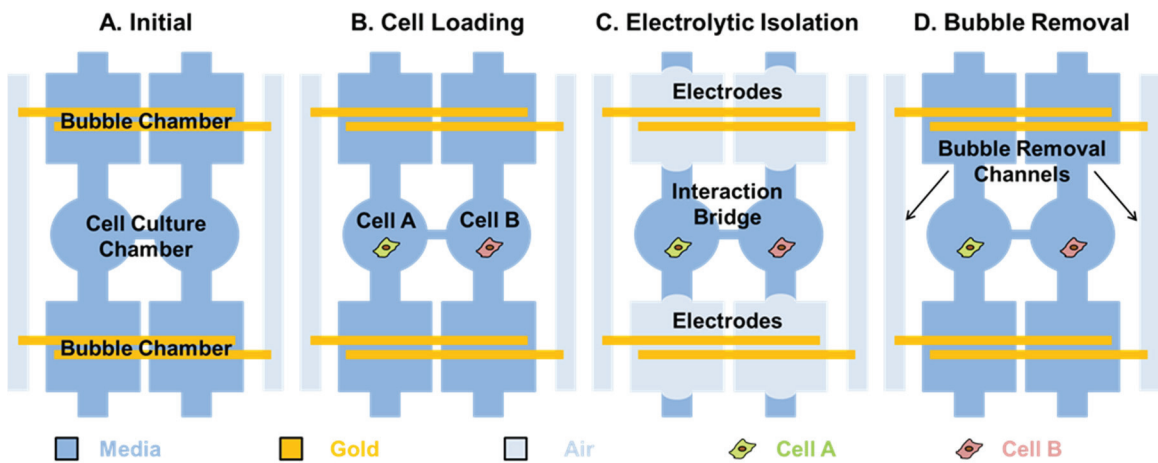 A. Initial
B. Cell Loading
C. Electrolytic Isolation
D. Bubble Removal
Bubble Chamber
Cell Culture
Chamber
Bubble Chamber
Cell A
Cell B
Electrodes
Interaction
Bridge
Electrodes
Bubble Removal
Channels
Media
Gold
Air
Cell A
Cell B